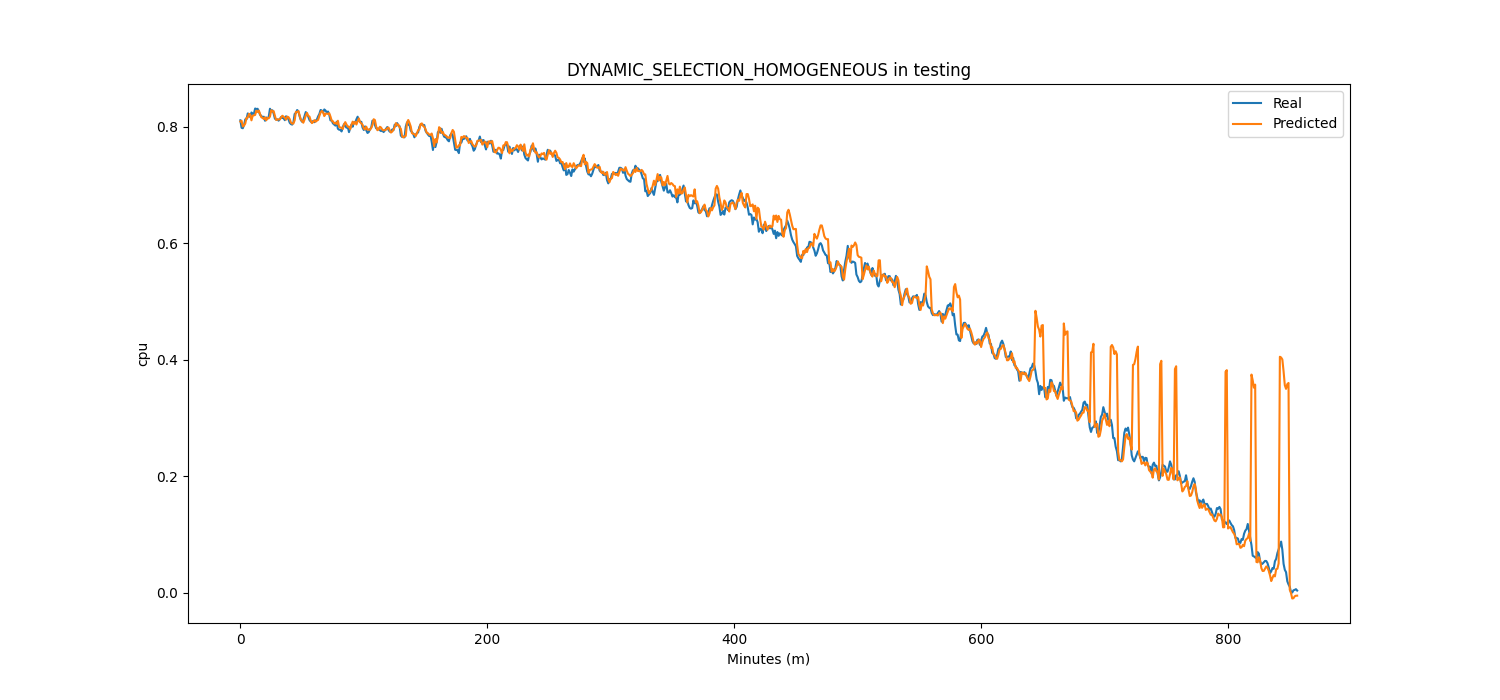 DYNAMIC_SELECTION_HOMOGENEOUS in testing
Real
Predicted
cpu
0.8
0.6
0.4
0.2
0.0
0 200 400 600 800
Minutes (m)